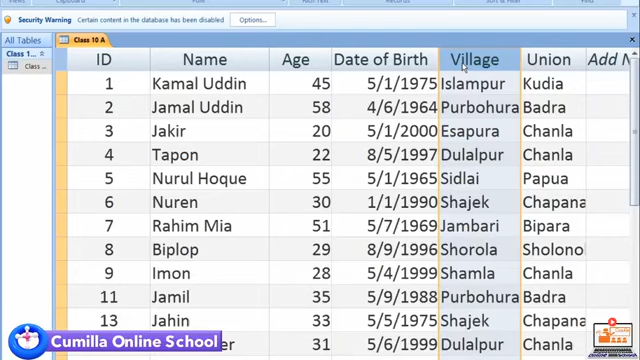 Security Warning Certain content in the database has been disabled Options...
All Tables
Class 10 A
Class 1...
Class ...
ID Name Age Date of Birth Village Union Add N
1 Kamal Uddin 45 5/1/1975 Islampur Kudia
2 Jamal Uddin 58 4/6/1964 Purbohura Badra
3 Jakir 20 5/1/2000 Esapura Chanla
4 Tapon 22 8/5/1997 Dulalpur Chanla
5 Nurul Hoque 55 5/1/1965 Sidlai Papua
6 Nuren 30 1/1/1990 Shajek Chapana
7 Rahim Mia 51 5/7/1969 Jambari Bipara
8 Biplop 29 8/9/1996 Shorola Sholono
9 Imon 28 5/4/1999 Shamla Chanla
11 Jamil 35 5/9/1988 Purbohura Badra
13 Jahin 33 5/5/1975 Shajek Chapana
er 31 5/6/1999 Dulalpur Chanla
Cumilla Online School